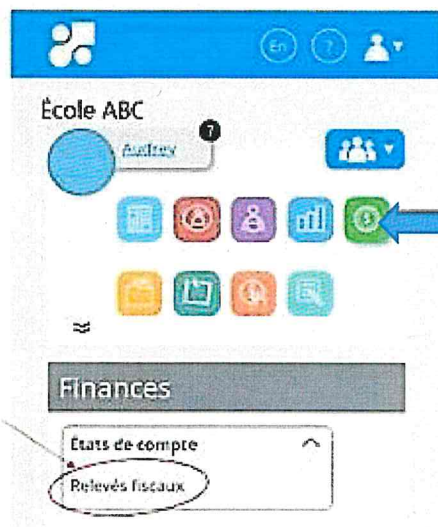 En ?
École ABC
7
Audrey
Finances
États de compte
Relevés fiscaux